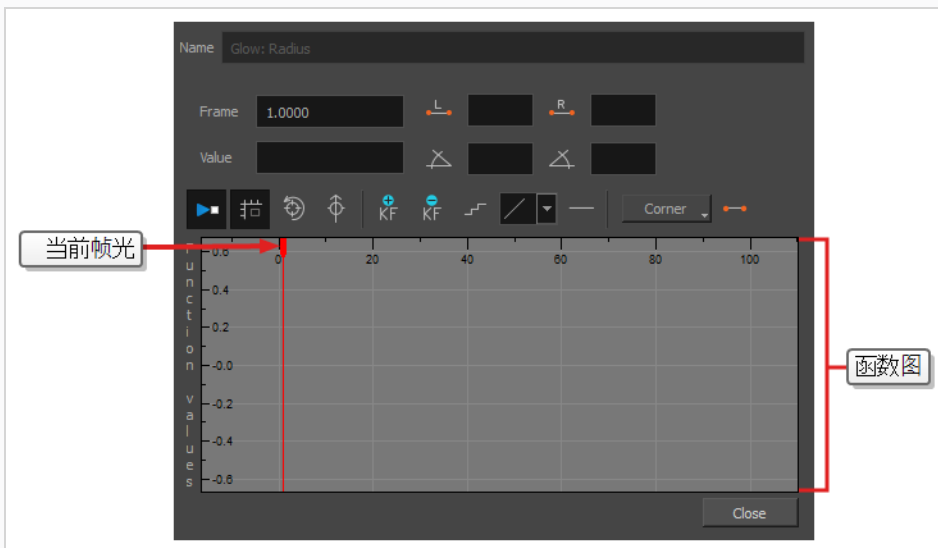 Name Glow: Radius
Frame 1.0000 L R
Value
KF KF Corner
当前帧光
0 20 40 60 80 100
Function values
0.6
-0.4
-0.2
-0.0
-0.2
-0.4
-0.6
函数图
Close